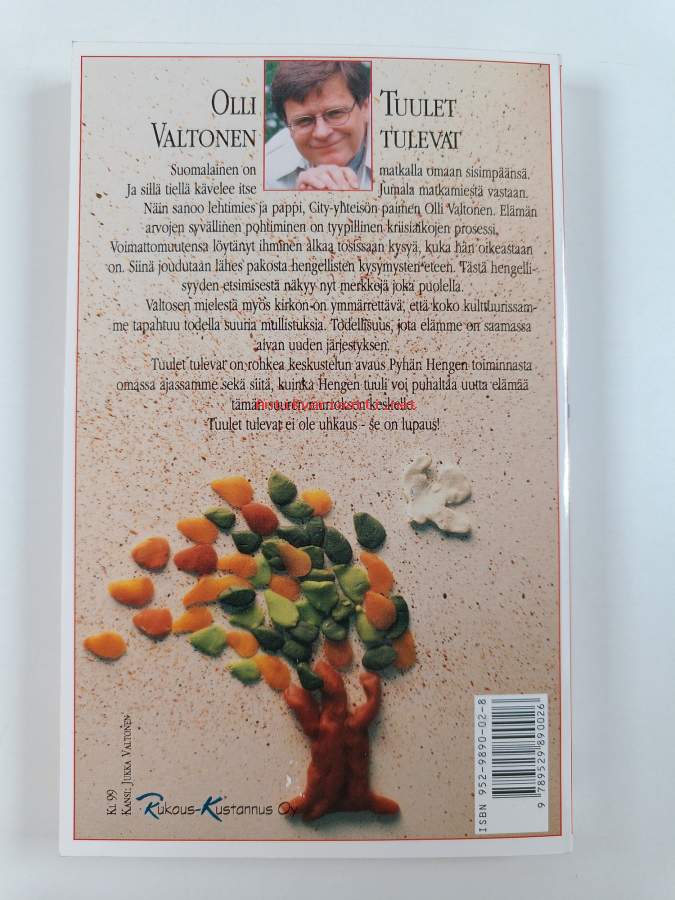 OLLI VALTONEN
TUULET TULEVAT
Suomalainen on matkalla omaan sisimpäänsä.
Ja sillä tiellä kävelee itse Jumala matkamiestä vastaan.
Näin sanoo lehtimies ja pappi, City-yhteisön paimen Olli Valtonen. Elämän
arvojen syvällinen pohtiminen on tyypillinen kriisiaikojen prosessi.
Voimattomuutensa löytänyt ihminen alkaa tosissaan kysyä, kuka hän oikeastaan
on. Siinä joudutaan lähes pakosta hengellisten kysymysten eteen. Tästä hengelli-
syyden etsimisestä näkyy nyt merkkejä joka puolella.
Valtosen mielestä myös kirkon on ymmärrettävä, että koko kulttuurissam-
me tapahtuu todella suuria mullistuksia. Todellisuus, jota elämme on saamassa
aivan uuden järjestyksen.
Tuulet tulevat on rohkea keskustelun avaus Pyhän Hengen toiminnasta
omassa ajassamme sekä siitä, kuinka Hengen tuuli voi puhaltaa uutta elämää
tämän suuren murroksen keskelle.
Tuulet tulevat ei ole uhkaus - se on lupaus!
KL 99
KANSI: JUKKA VALTONEN
Rukous-Kustannus Oy
ISBN 952-9890-02-8
9 789529 890026